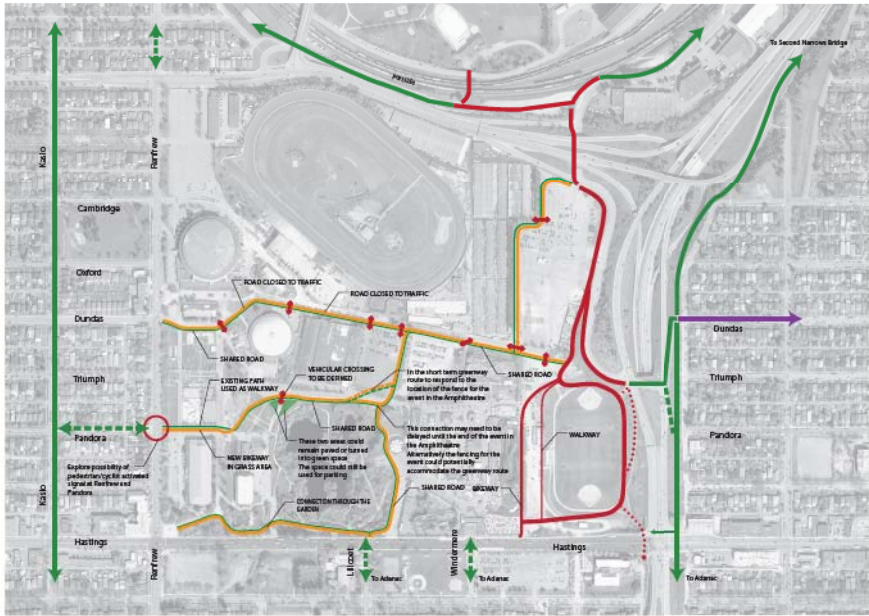 To Second Narrows Bridge
McGill
Kaslo
Renfrew
Cambridge
Oxford
ROAD CLOSED TO TRAFFIC
ROAD CLOSED TO TRAFFIC
Dundas
Dundas
SHARED ROAD
EXISTING PATH
USED AS WALKWAY
VEHICULAR CROSSING
TO BE DEFINED
In the short term greenway
route to respond to the
location of the fence for the
event in the Amphitheatre
SHARED ROAD
Triumph
Triumph
SHARED ROAD
Pandora
Pandora
NEW BIKEWAY
IN GRASS AREA
These two areas could
remain paved or turned
into green space
The space could still be
used for parking
This connection may need to be
delayed until the end of the event in
the Amphitheatre
Alternatively the fencing for the
event could potentially
accommodate the greenway route
WALKWAY
Explore possibility of
pedestrian/cyclist activated
signal at Renfrew and
Pandora
SHARED ROAD
BIKEWAY
Kaslo
CONNECTION THROUGH THE
GARDEN
Hastings
Hastings
Renfrew
Lillooet
Windermere
To Adanac
To Adanac
To Adanac